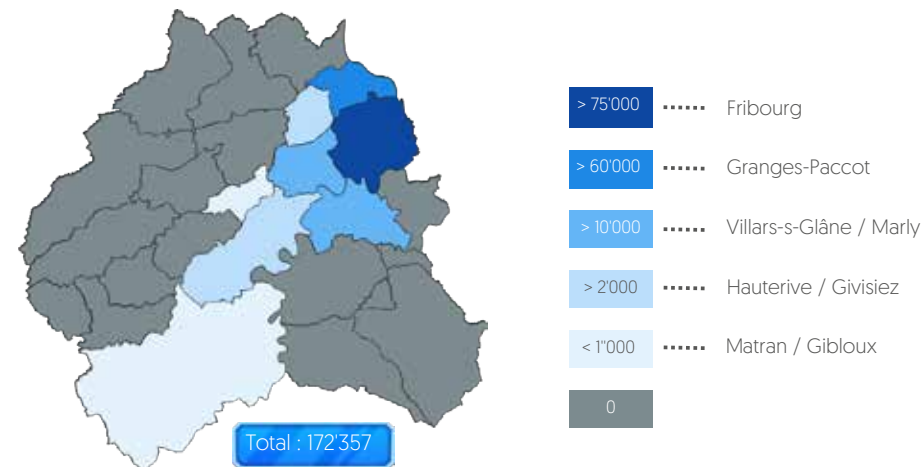 > 75'000 ...... Fribourg
> 60'000 ...... Granges-Paccot
> 10'000 ...... Villars-s-Glâne / Marly
> 2'000 ...... Hauterive / Givisiez
< 1''000 ...... Matran / Gibloux
0
Total : 172'357